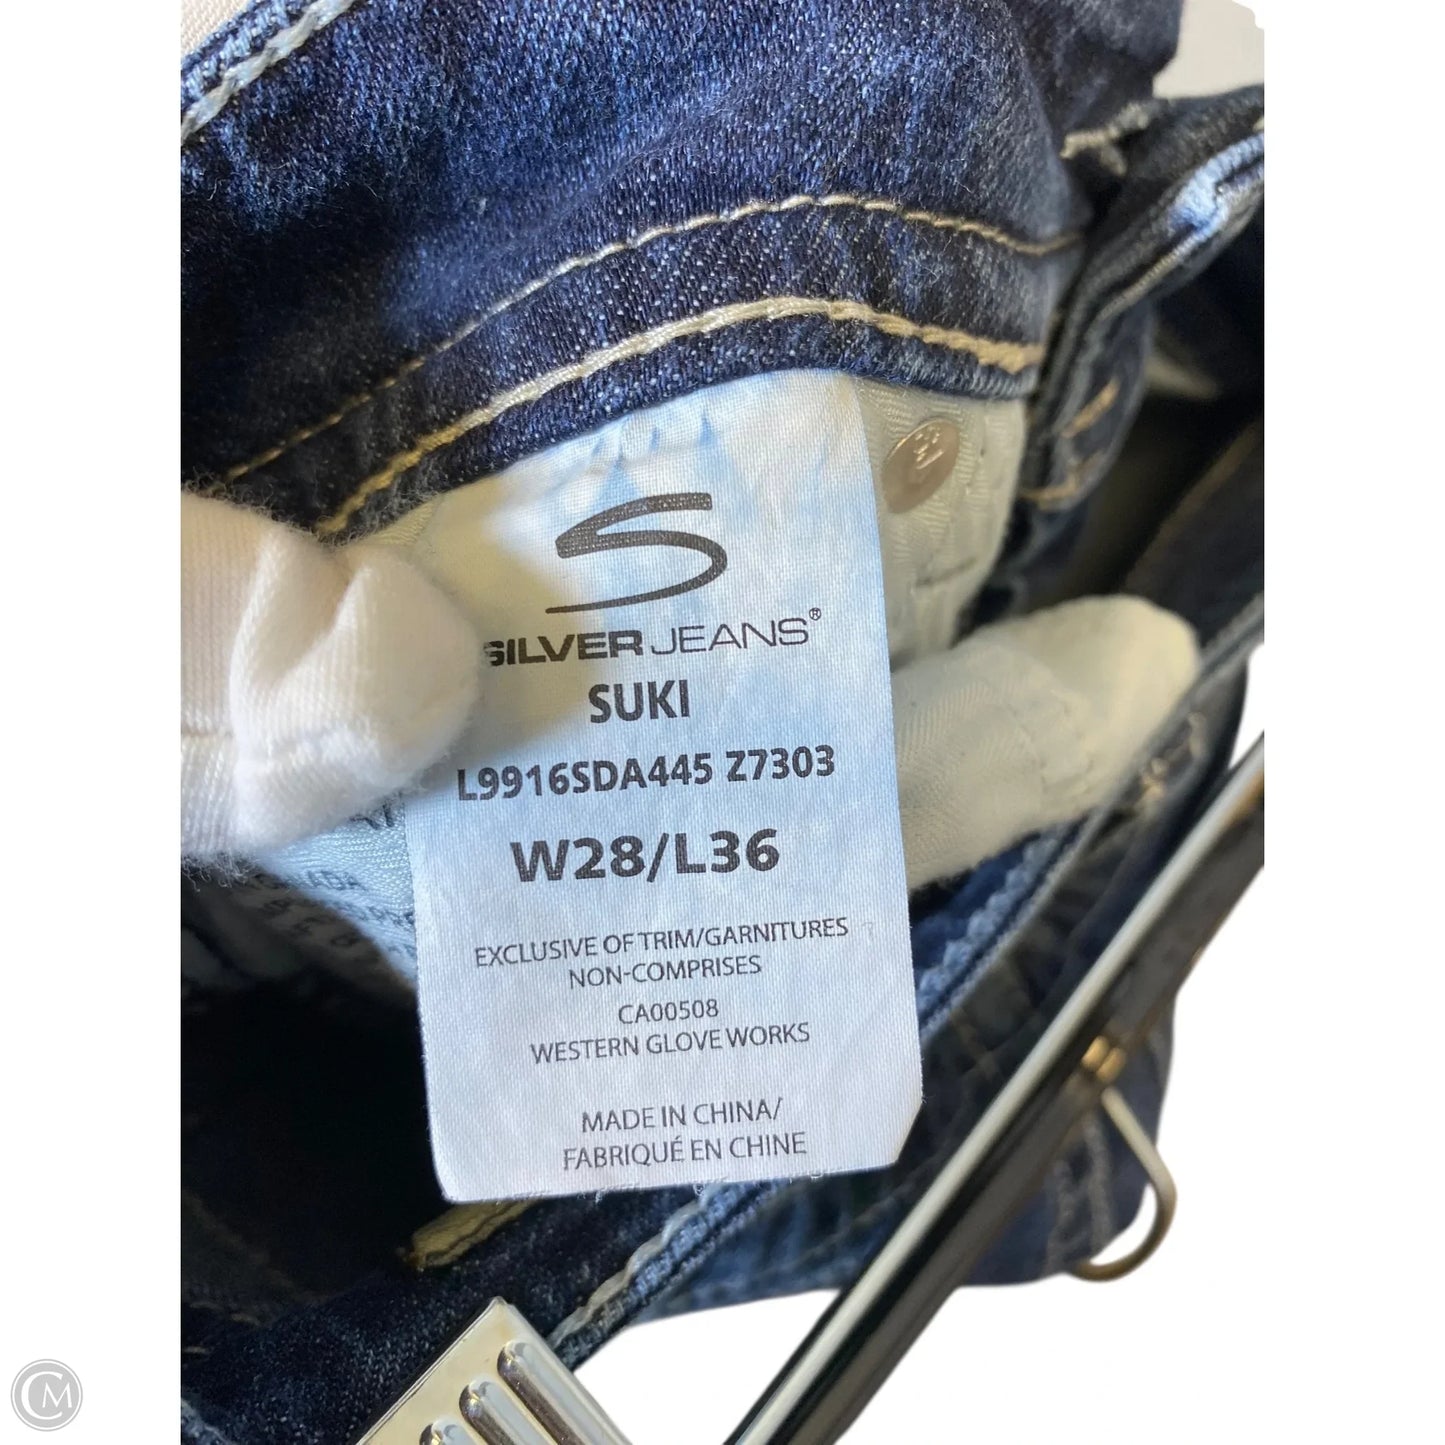 SILVER JEANS®
SUKI
L9916SDA445 Z7303
W28/L36
EXCLUSIVE OF TRIM/GARNITURES
NON-COMPRISES
CA00508
WESTERN GLOVE WORKS
MADE IN CHINA/
FABRIQUÉ EN CHINE
CM